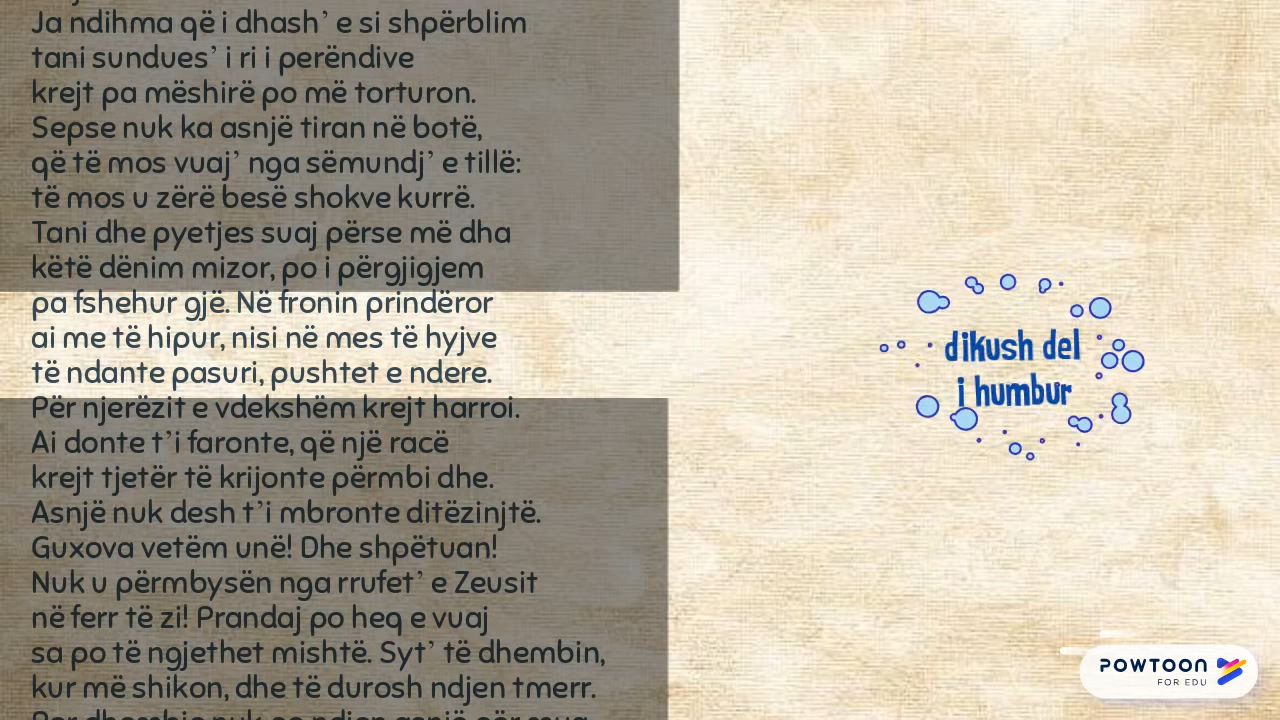 Ja ndihma që i dhash’ e si shpërblim
tani sundues’ i ri i perëndive
krejt pa mëshirë po më torturon.
Sepse nuk ka asnjë tiran në botë,
që të mos vuaj’ nga sëmundj’ e tillë:
të mos u zërë besë shokve kurrë.
Tani dhe pyetjes suaj përse më dha
këtë dënim mizor, po i përgjigjem
pa fshehur gjë. Në fronin prindëror
ai me të hipur, nisi në mes të hyjve
të ndante pasuri, pushtet e ndere.
Për njerëzit e vdekshëm krejt harroi.
Ai donte t’i faronte, që një racë
krejt tjetër të krijonte përmbi dhe.
Asnjë nuk desh t’i mbronte ditëzinjtë.
Guxova vetëm unë! Dhe shpëtuan!
Nuk u përmbysën nga rrufet’ e Zeusit
në ferr të zi! Prandaj po heq e vuaj
sa po të ngjethet mishtë. Syt’ të dhembin,
kur më shikon, dhe të durosh ndjen tmerr.
dikush del
i humbur
POWTOON
FOR EDU